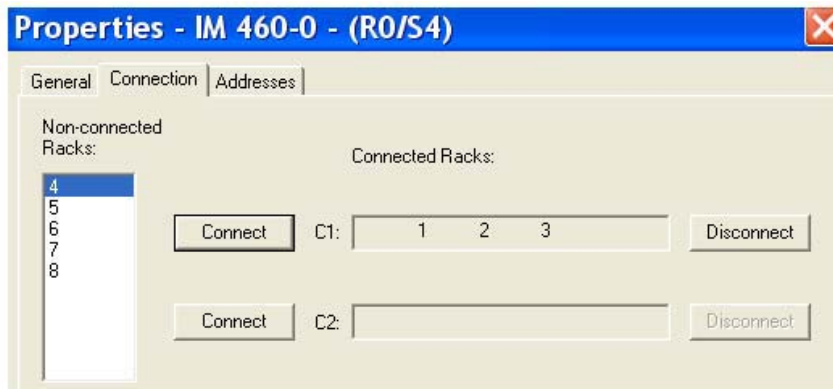 Properties - IM 460-0 - (R0/S4)
General Connection Addresses
Non-connected
Racks:
Connected Racks:
4
5
6
7
8
Connect C1: 1 2 3 Disconnect
Connect C2: Disconnect